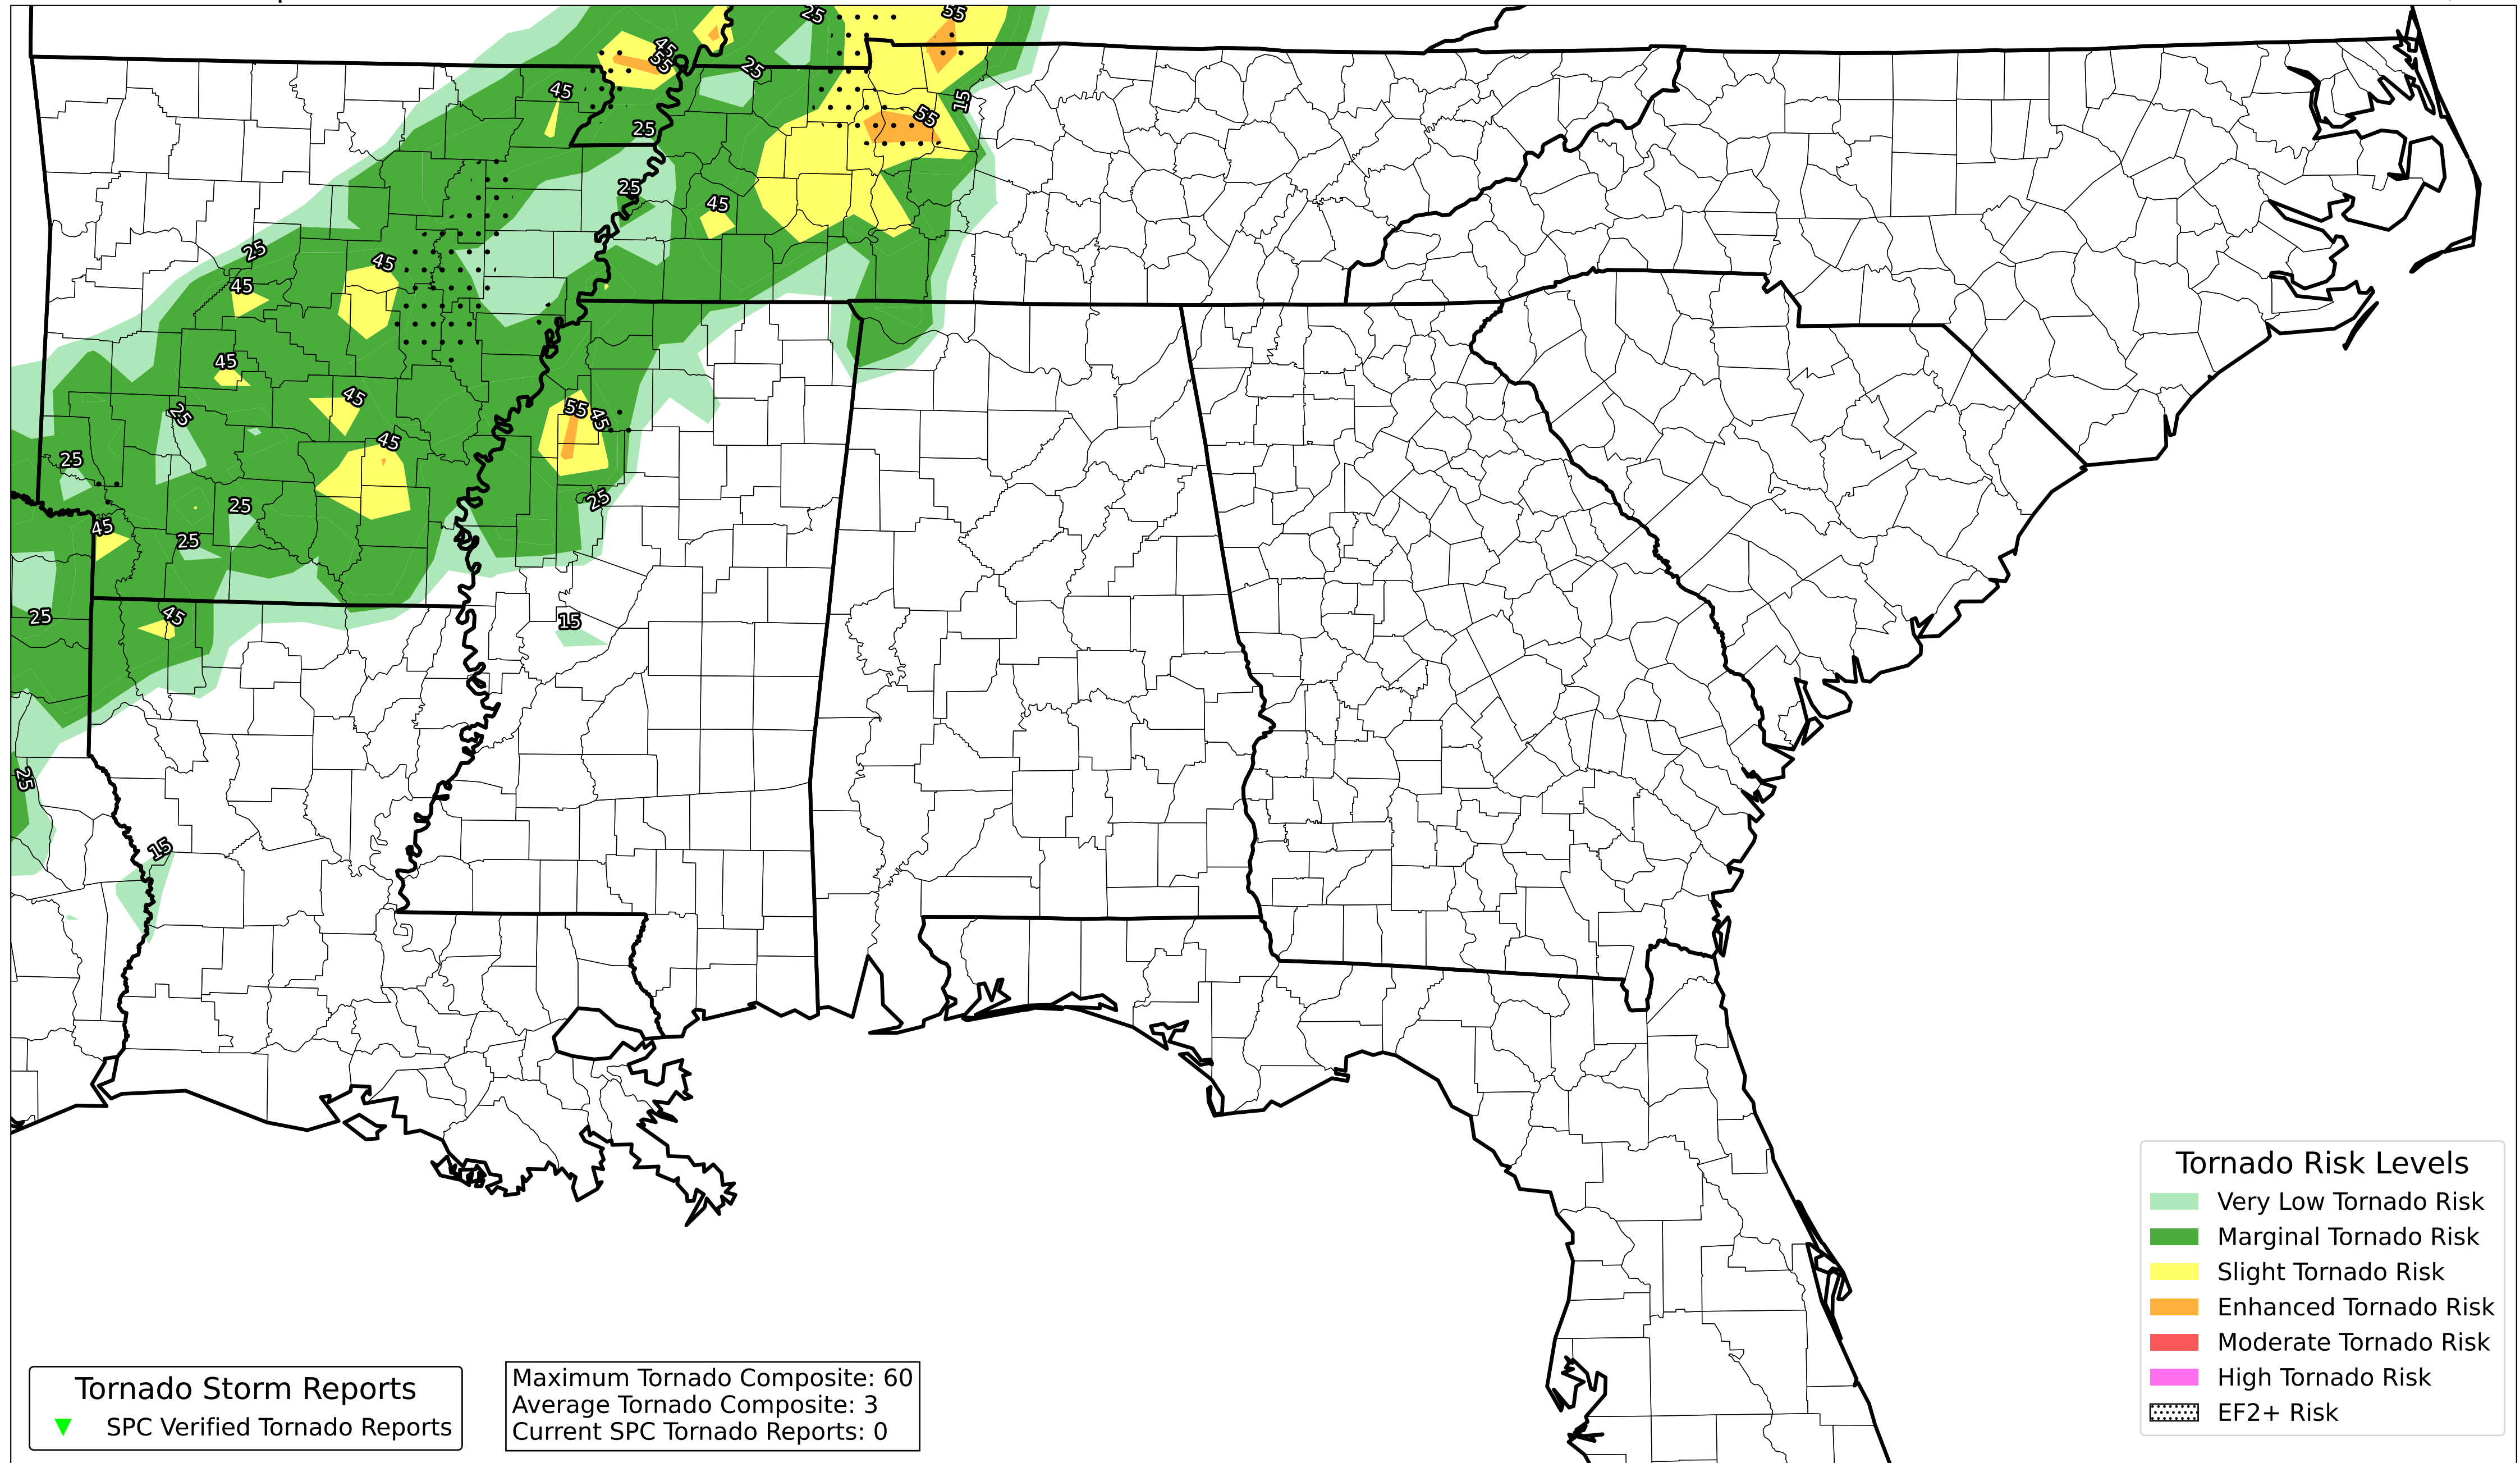 25
55
45
55
25
45
15
55
25
25
45
25
45
45
45
25
45
55
45
45
25
25
25
45
25
25
45
15
25
15
Tornado Storm Reports
SPC Verified Tornado Reports
Maximum Tornado Composite: 60
Average Tornado Composite: 3
Current SPC Tornado Reports: 0
Tornado Risk Levels
Very Low Tornado Risk
Marginal Tornado Risk
Slight Tornado Risk
Enhanced Tornado Risk
Moderate Tornado Risk
High Tornado Risk
EF2+ Risk